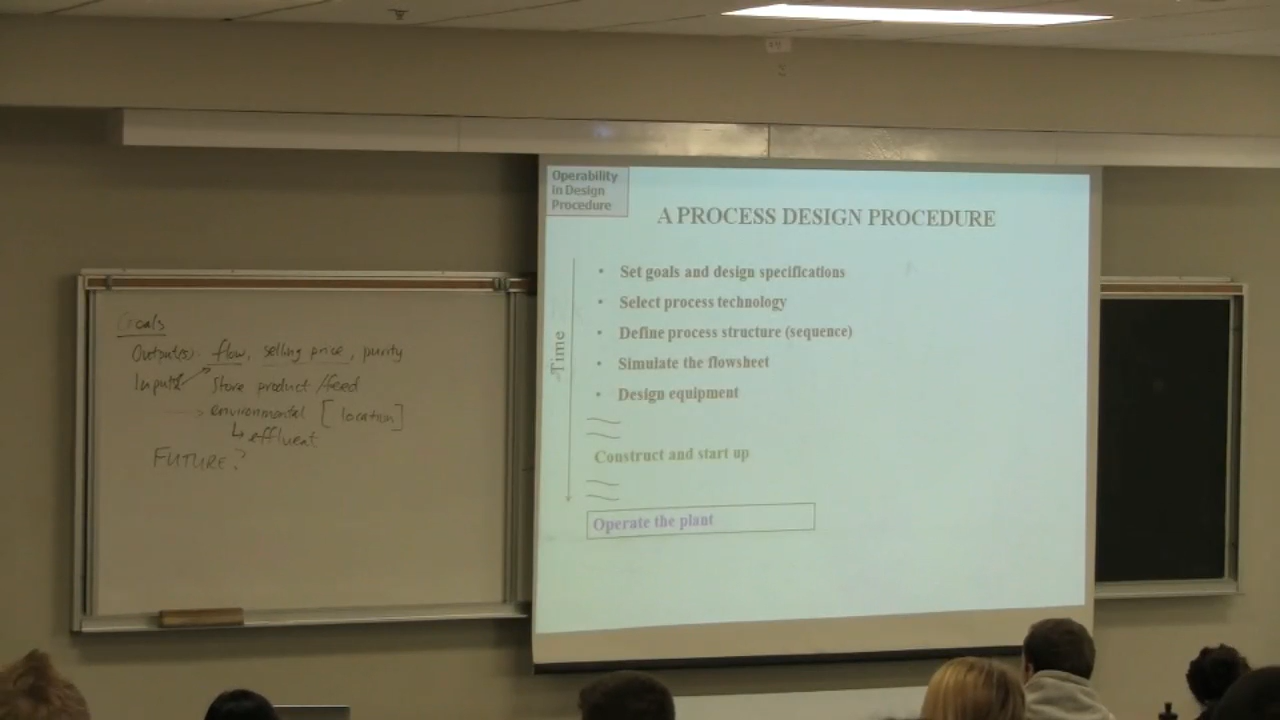 Goals
Output(s): flow, selling price, purity
Inputs
Store product / feed
environmental [location]
effluent
FUTURE?
Operability
in Design
Procedure
A PROCESS DESIGN PROCEDURE
Time
• Set goals and design specifications
• Select process technology
• Define process structure (sequence)
• Simulate the flowsheet
• Design equipment
Construct and start up
Operate the plant